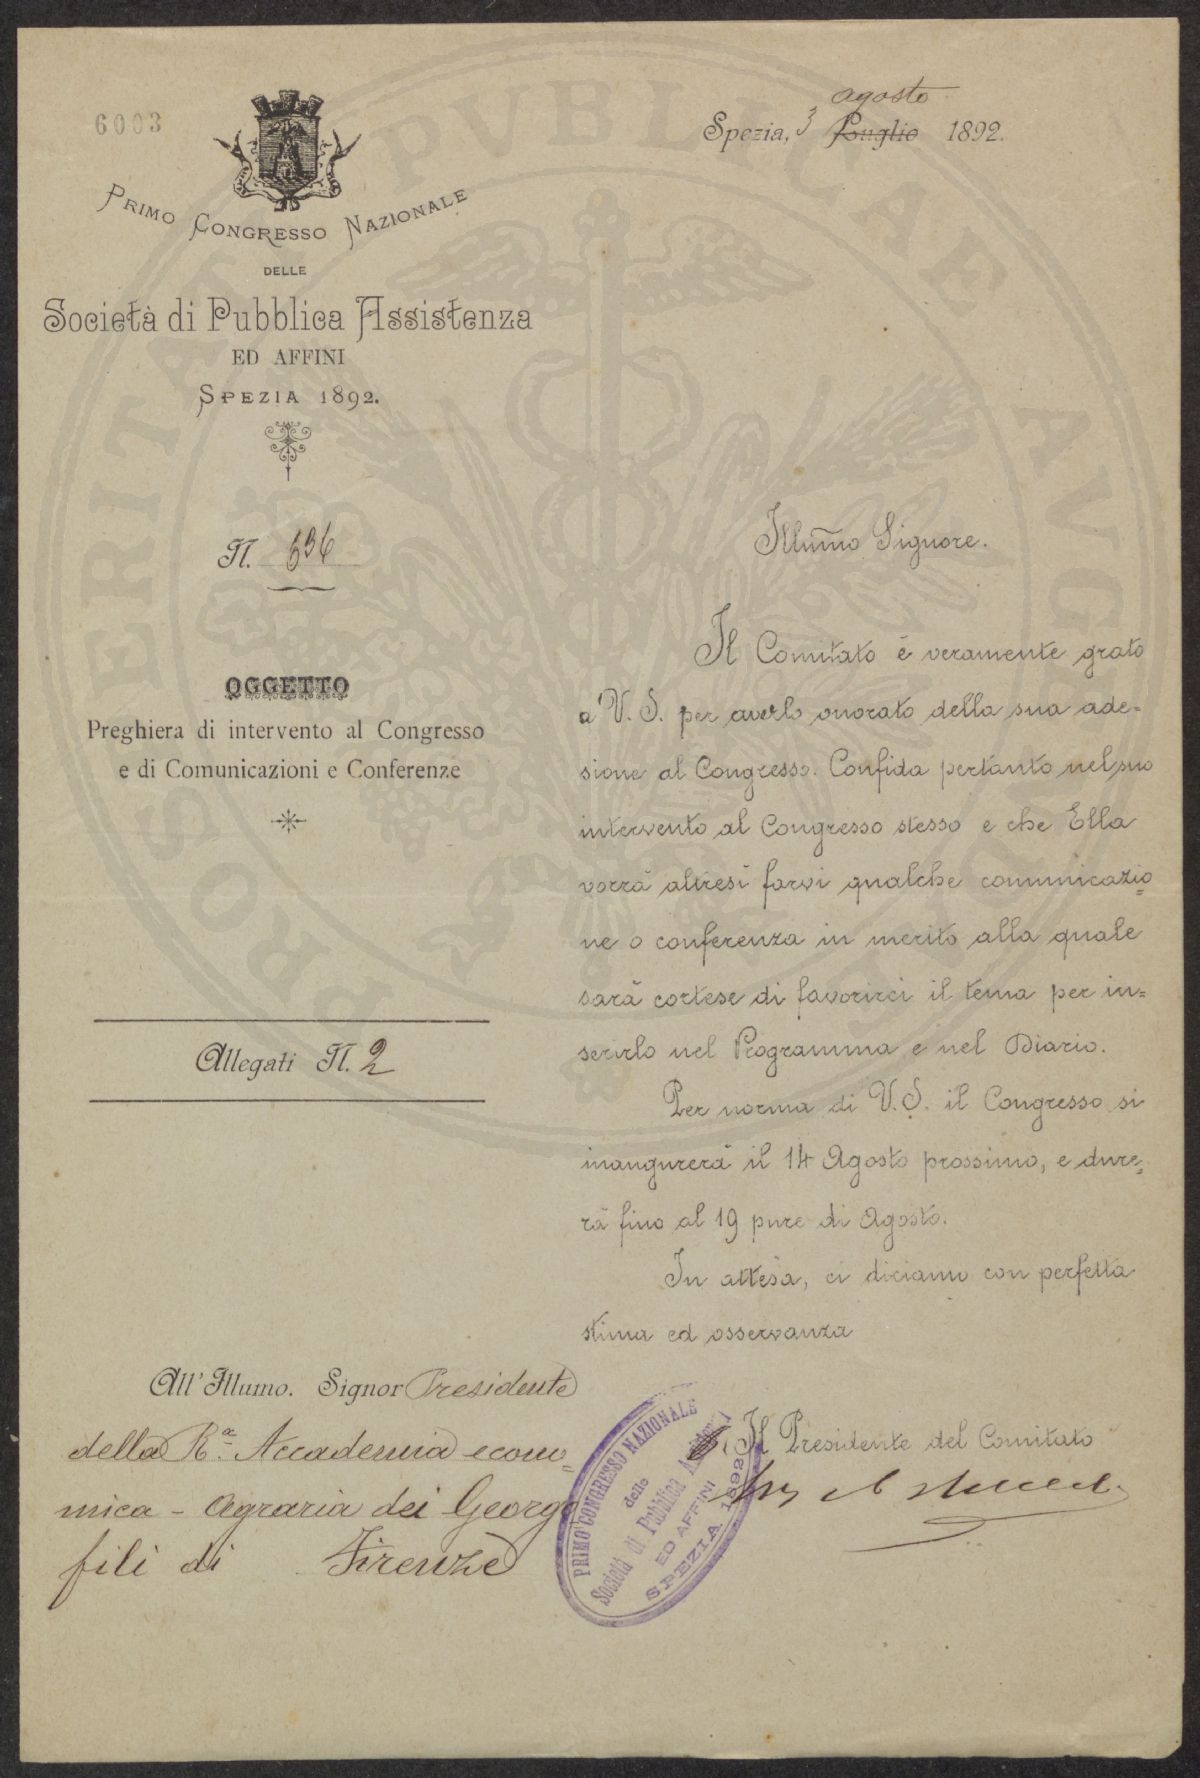 6003
PRIMO CONGRESSO NAZIONALE
DELLE
Società di Pubblica Assistenza
ED AFFINI
SPEZIA 1892.
N. 636
OGGETTO
Preghiera di intervento al Congresso
e di Comunicazioni e Conferenze
Allegati N. 2
agosto
Spezia, 3 Luglio 1892.
Illumo Signore.
Il Comitato è veramente grato
a V. S. per averlo onorato della sua ade=
sione al Congresso. Confida pertanto nel suo
intervento al Congresso stesso e che Ella
vorrà altresì farvi qualche comunicazio=
ne o conferenza in merito alla quale
sarà cortese di favorirci il tema per in=
serirlo nel Programma e nel Diario.
Per norma di V. S. il Congresso si
inaugurerà il 14 Agosto prossimo, e dure=
rà fino al 19 pure di Agosto.
In attesa, ci diciamo con perfetta
stima ed osservanza
Il Presidente del Comitato
All' Illumo. Signor Presidente
della Ra. Accademia econo=
mica - Agraria dei Georgo
fili di Firenze
PRIMO CONGRESSO NAZIONALE
delle
Società di Pubblica Assistenza
ED AFFINI
SPEZIA 1892